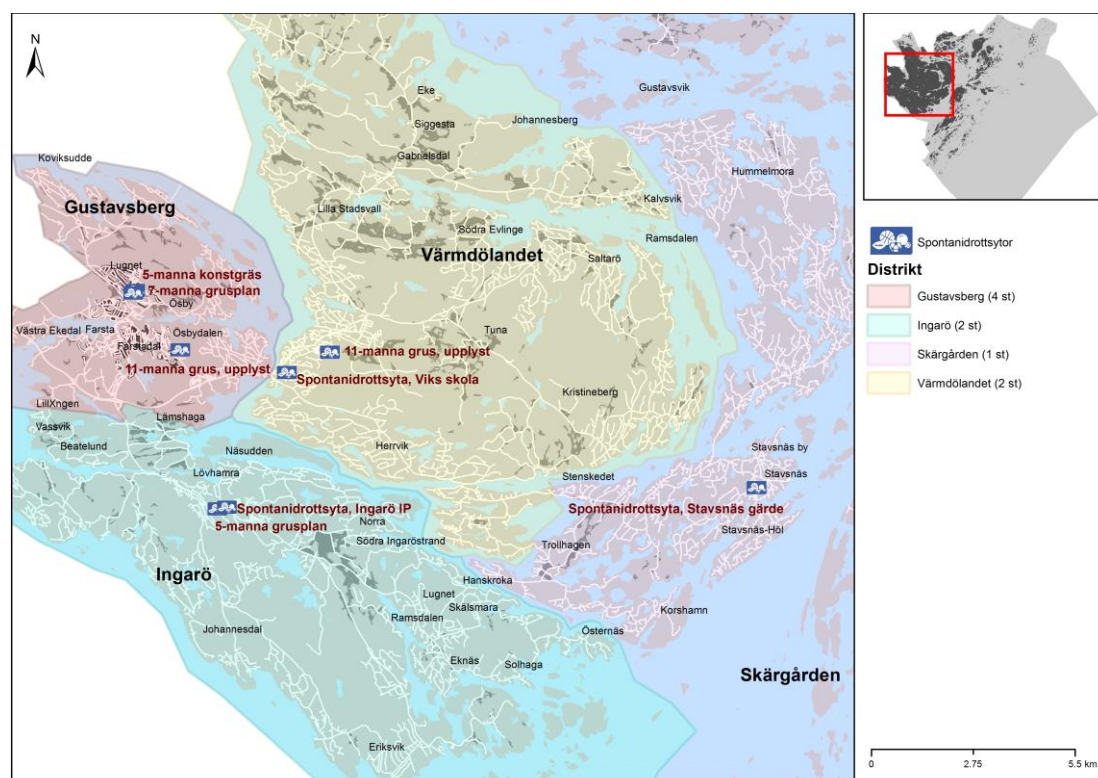 N
Eke
Gustavsvik
Siggesta
Johannesberg
Gabrielsdal
Koviksudde
Hummelmora
Gustavsberg
Lilla Stadsvall
Kalvsvik
Södra Evlinge
Värmdölandet
Ramsdalen
Saltarö
Lugnet
5-manna konstgräs
7-manna grusplan
Ösby
Västra Ekedal
Farsta
Ösbydalen
Tuna
Farstadal
11-manna grus, upplyst
11-manna grus, upplyst
Spontanidrottsyta, Viks skola
Kristineberg
LillXngen
Lämshaga
Vassvik
Beatelund
Näsudden
Herrvik
Stavsnäs by
Lövhamra
Stenskedet
Stavsnäs
Spontanidrottsyta, Ingarö IP
Spontanidrottsyta, Stavsnäs gärde
5-manna grusplan
Norra
Stavsnäs-Höl
Södra Ingaröstrand
Trollhagen
Ingarö
Hanskroka
Lugnet
Skälsmara
Korshamn
Ramsdalen
Johannesdal
Östernäs
Eknäs
Solhaga
Skärgården
Eriksvik
Spontanidrottsytor
Distrikt
Gustavsberg (4 st)
Ingarö (2 st)
Skärgården (1 st)
Värmdölandet (2 st)
0
2.75
5.5 km